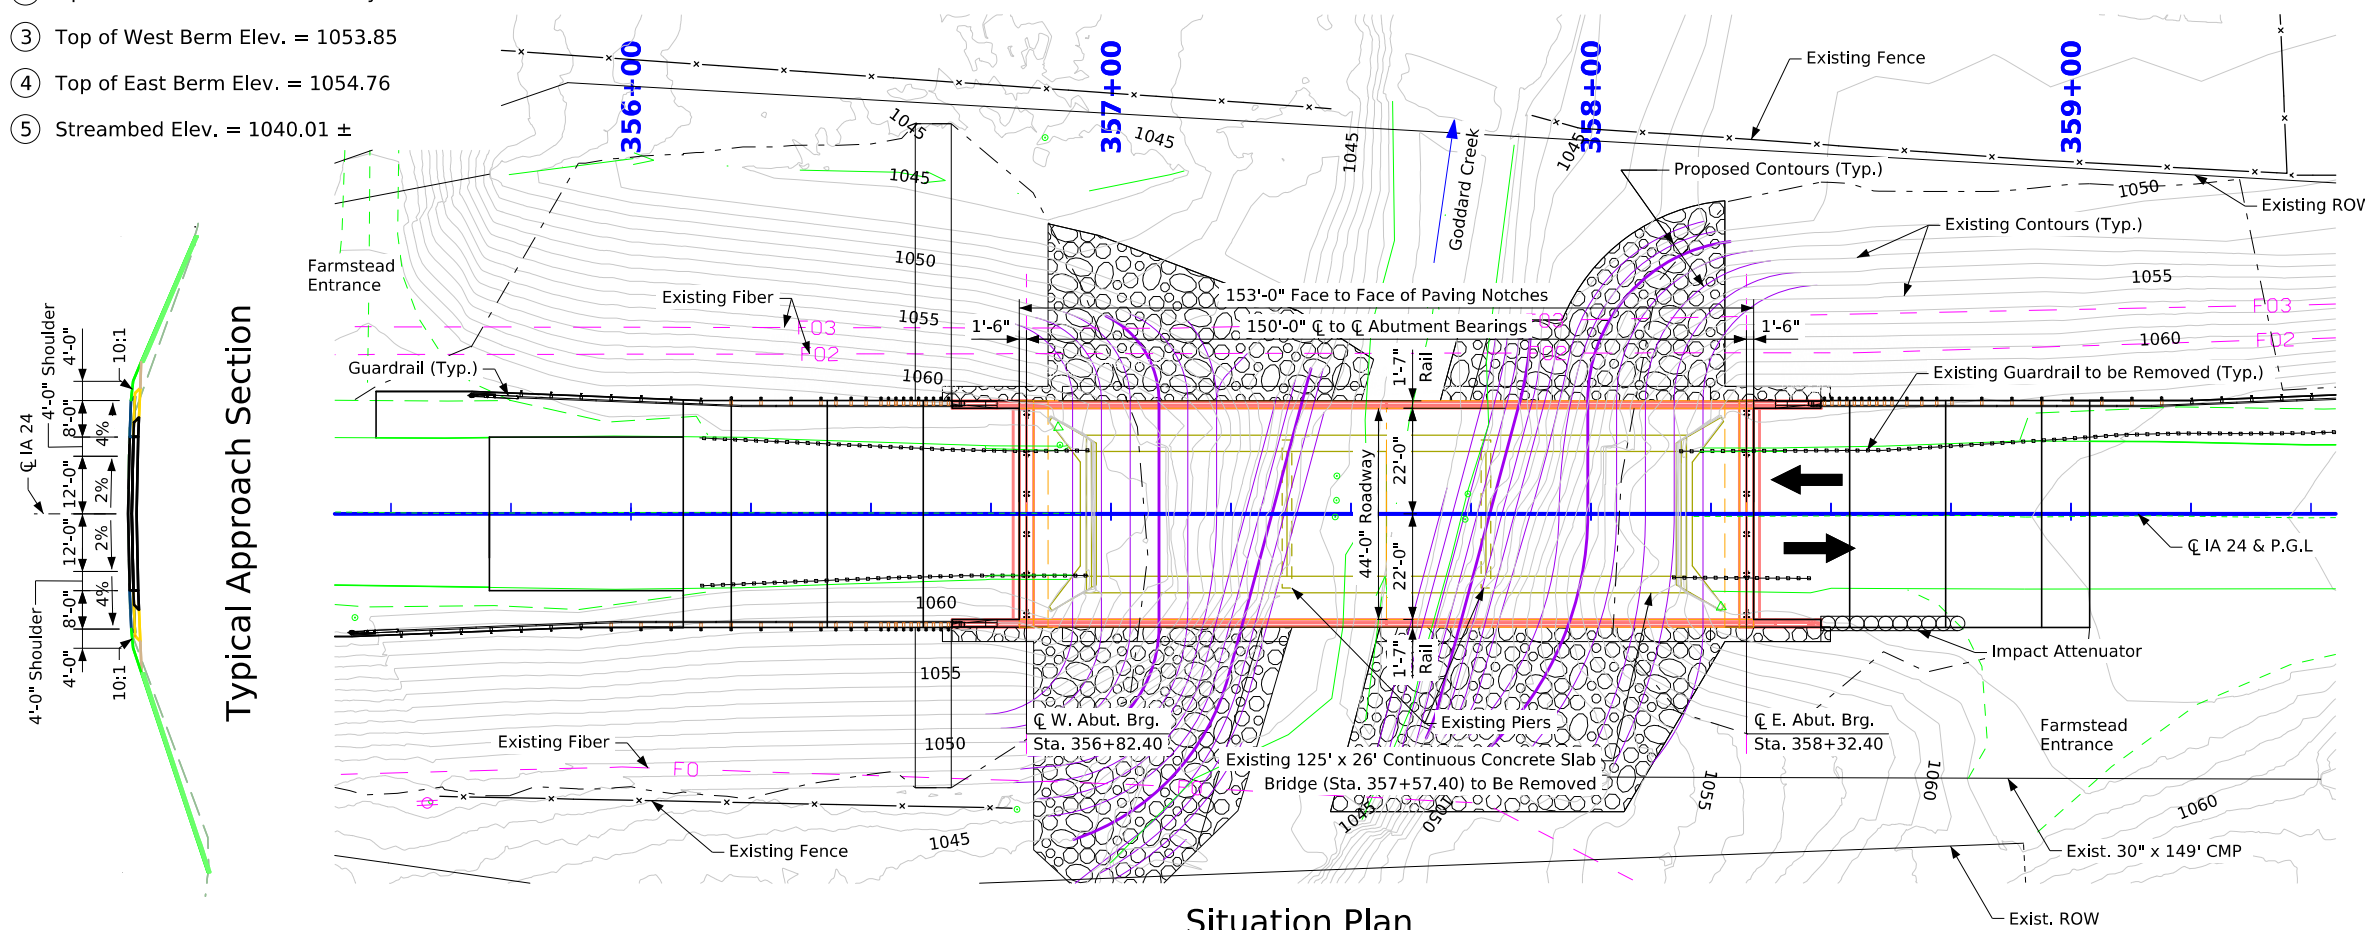 3 Top of West Berm Elev. = 1053.85
4 Top of East Berm Elev. = 1054.76
5 Streambed Elev. = 1040.01 ±
356+00
357+00
358+00
359+00
Existing Fence
1045
1045
1045
1045
1045
Goddard Creek
Proposed Contours (Typ.)
1050
Existing ROW
Existing Contours (Typ.)
Farmstead
Entrance
1050
1055
Existing Fiber
153'-0" Face to Face of Paving Notches
FO3
FO3
1055
1'-6"
150'-0" ℄ to ℄ Abutment Bearings
1'-6"
FO2
FO2
1060
Guardrail (Typ.)
1060
1'-7"
Rail
Existing Guardrail to be Removed (Typ.)
4'-0" Shoulder
4'-0"
10:1
8'-0"
4%
℄ IA 24
12'-0"
2%
12'-0"
2%
8'-0"
4%
4'-0"
10:1
4'-0" Shoulder
Typical Approach Section
44'-0" Roadway
22'-0"
22'-0"
℄ IA 24 & P.G.L
1060
1'-7"
Rail
Impact Attenuator
1055
℄ W. Abut. Brg.
Sta. 356+82.40
Existing Piers
℄ E. Abut. Brg.
Sta. 358+32.40
Farmstead
Entrance
Existing Fiber
1050
FO
Existing 125' x 26' Continuous Concrete Slab
Bridge (Sta. 357+57.40) to Be Removed
1055
1060
1060
1045
1050
1045
Existing Fence
Exist. 30" x 149' CMP
Exist. ROW
Situation Plan